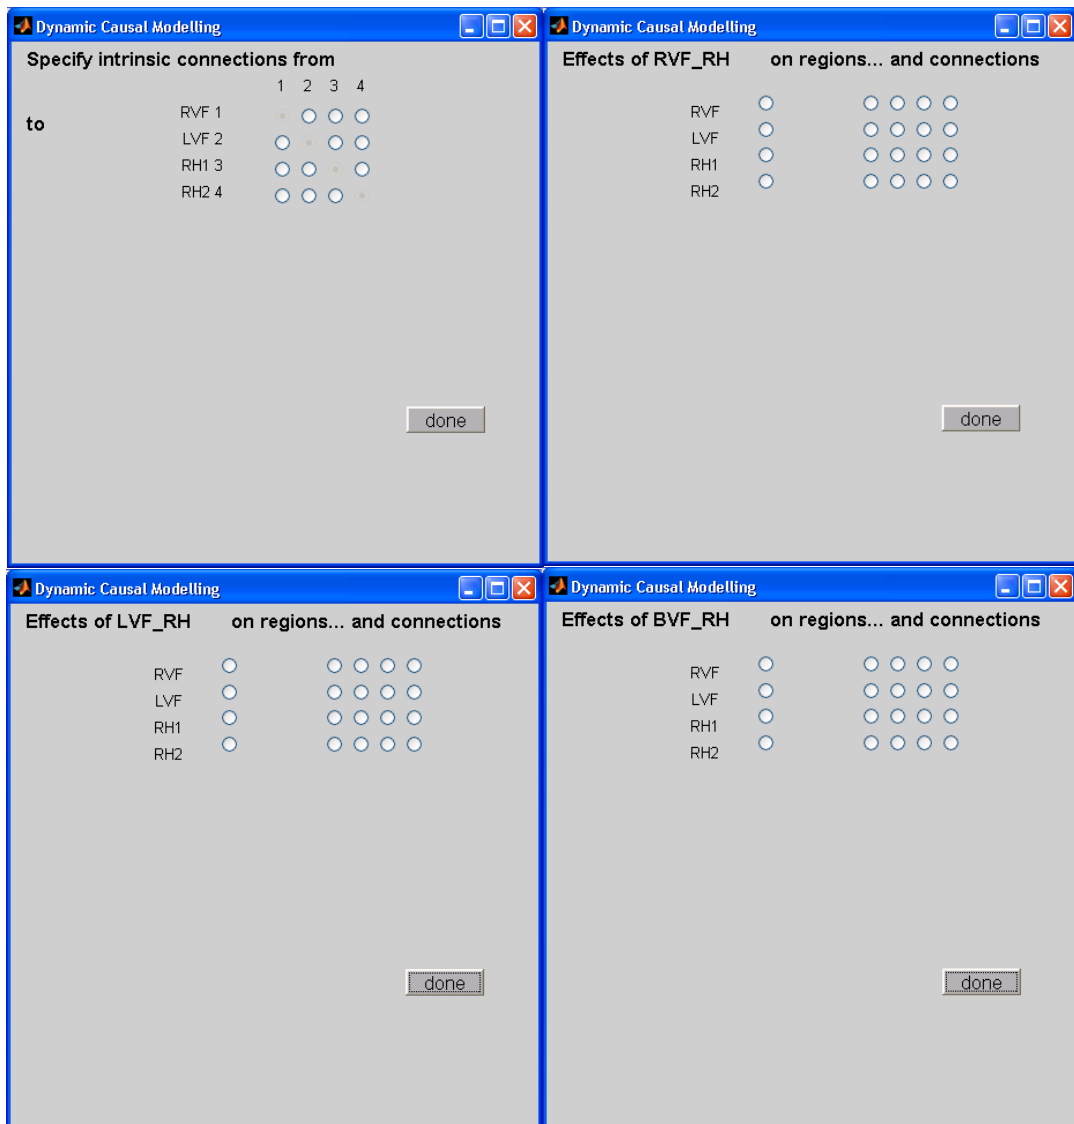 Dynamic Causal Modelling
Specify intrinsic connections from
1 2 3 4
RVF 1
to
LVF 2
RH1 3
RH2 4
done
Dynamic Causal Modelling
Effects of RVF_RH on regions... and connections
RVF
LVF
RH1
RH2
done
Dynamic Causal Modelling
Effects of LVF_RH on regions... and connections
RVF
LVF
RH1
RH2
done
Dynamic Causal Modelling
Effects of BVF_RH on regions... and connections
RVF
LVF
RH1
RH2
done